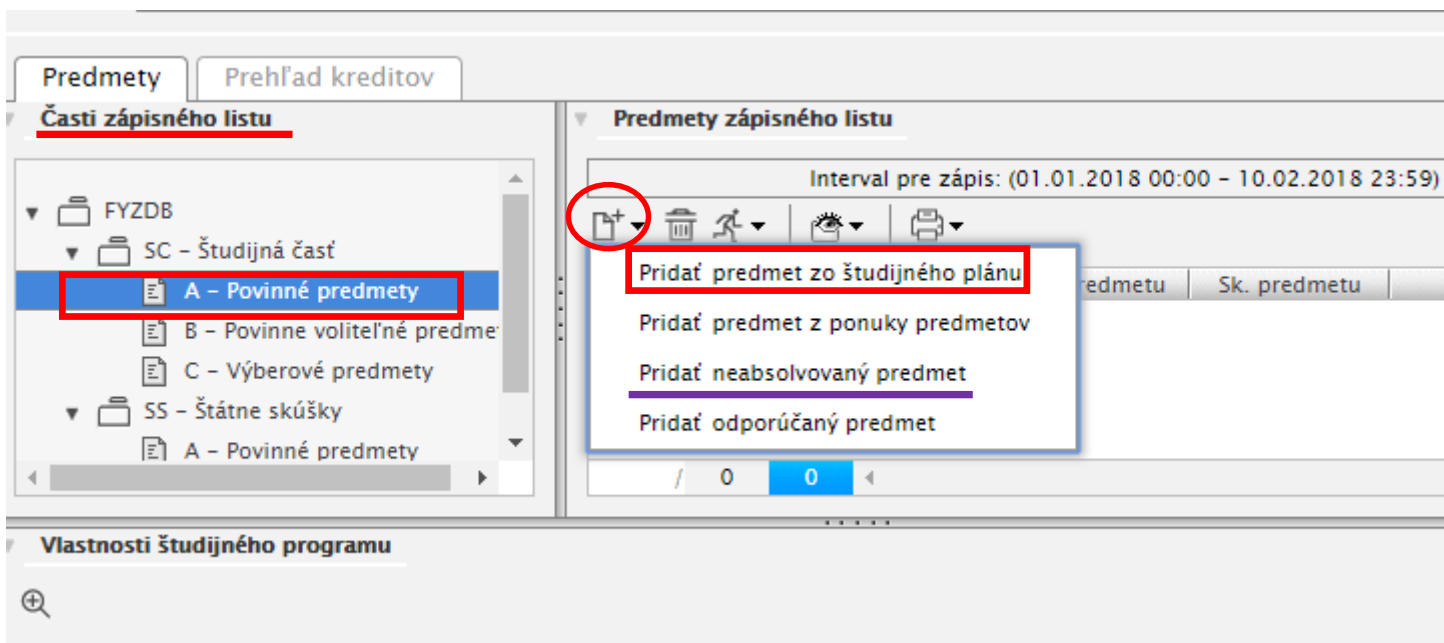 Predmety
Prehľad kreditov
Časti zápisného listu
FYZDB
SC – Študijná časť
A – Povinné predmety
B – Povinne voliteľné predme
C – Výberové predmety
SS – Štátne skúšky
A – Povinné predmety
Predmety zápisného listu
Interval pre zápis: (01.01.2018 00:00 – 10.02.2018 23:59)
redmetu Sk. predmetu
Pridať predmet zo študijného plánu
Pridať predmet z ponuky predmetov
Pridať neabsolvovaný predmet
Pridať odporúčaný predmet
/ 0 0
Vlastnosti študijného programu